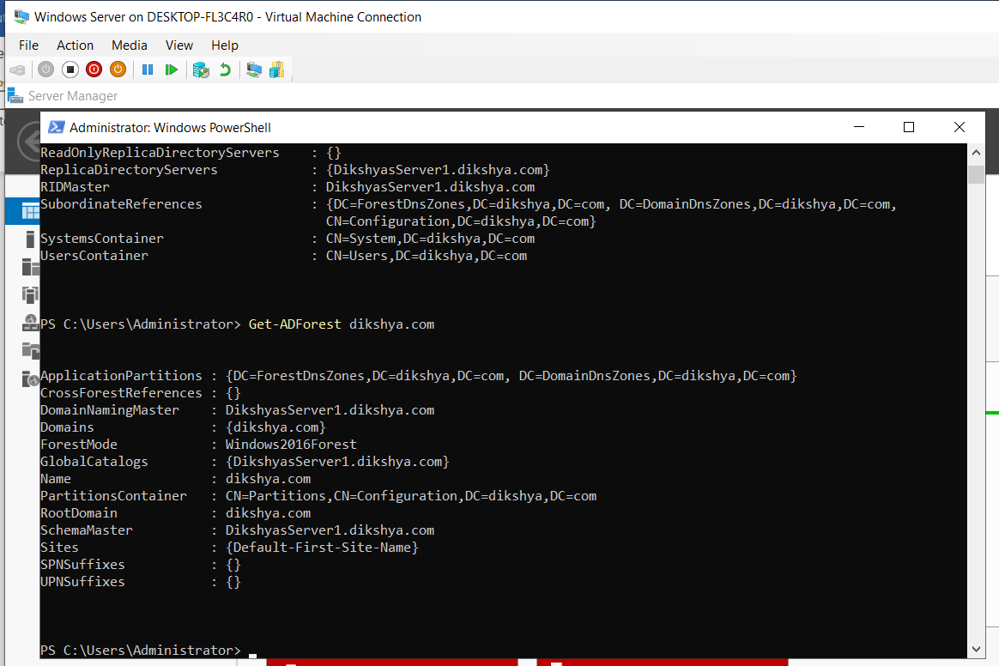 Windows Server on DESKTOP-FL3C4R0 - Virtual Machine Connection
File Action Media View Help
Server Manager
Administrator: Windows PowerShell
ReadOnlyReplicaDirectoryServers : {}
ReplicaDirectoryServers : {DikshyasServer1.dikshya.com}
RIDMaster : DikshyasServer1.dikshya.com
SubordinateReferences : {DC=ForestDnsZones,DC=dikshya,DC=com, DC=DomainDnsZones,DC=dikshya,DC=com,
CN=Configuration,DC=dikshya,DC=com}
SystemsContainer : CN=System,DC=dikshya,DC=com
UsersContainer : CN=Users,DC=dikshya,DC=com
PS C:\Users\Administrator> Get-ADForest dikshya.com
ApplicationPartitions : {DC=ForestDnsZones,DC=dikshya,DC=com, DC=DomainDnsZones,DC=dikshya,DC=com}
CrossForestReferences : {}
DomainNamingMaster : DikshyasServer1.dikshya.com
Domains : {dikshya.com}
ForestMode : Windows2016Forest
GlobalCatalogs : {DikshyasServer1.dikshya.com}
Name : dikshya.com
PartitionsContainer : CN=Partitions,CN=Configuration,DC=dikshya,DC=com
RootDomain : dikshya.com
SchemaMaster : DikshyasServer1.dikshya.com
Sites : {Default-First-Site-Name}
SPNSuffixes : {}
UPNSuffixes : {}
PS C:\Users\Administrator>